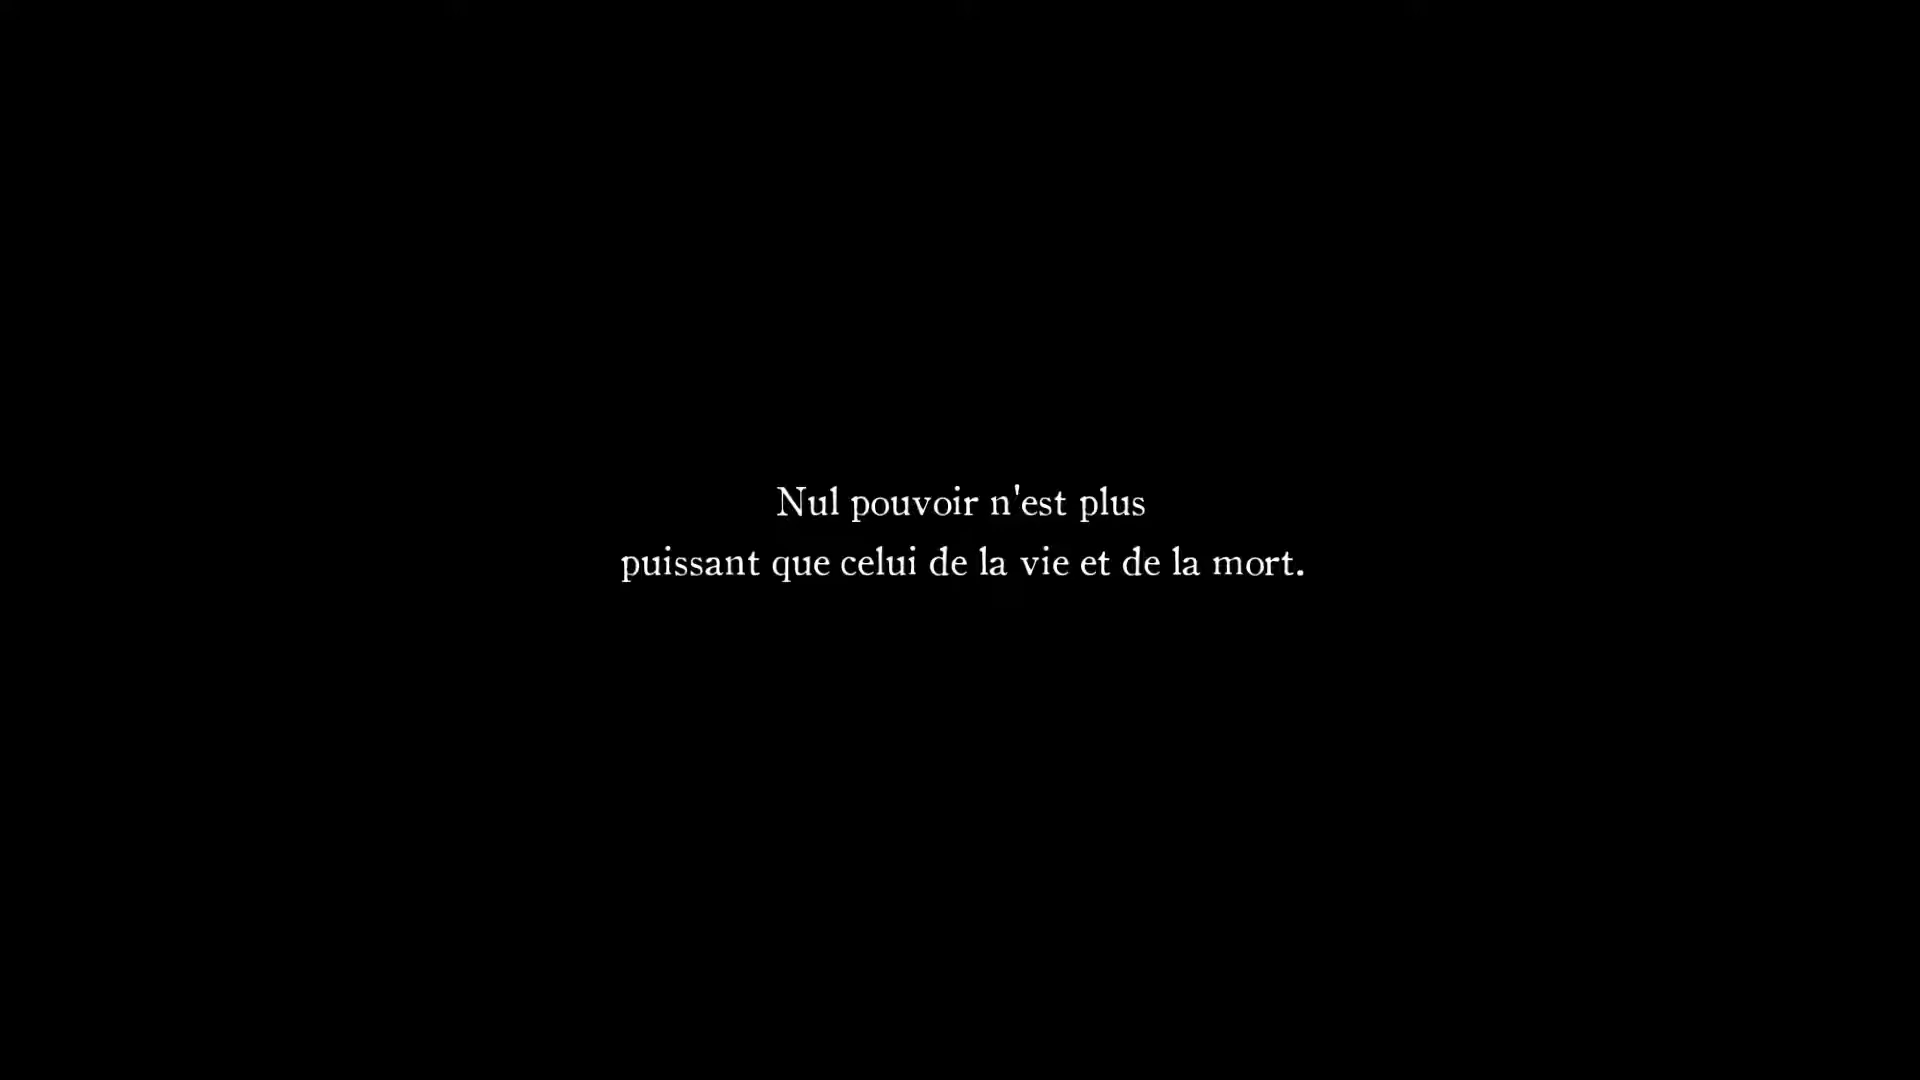 Nul pouvoir n'est plus
puissant que celui de la vie et de la mort.